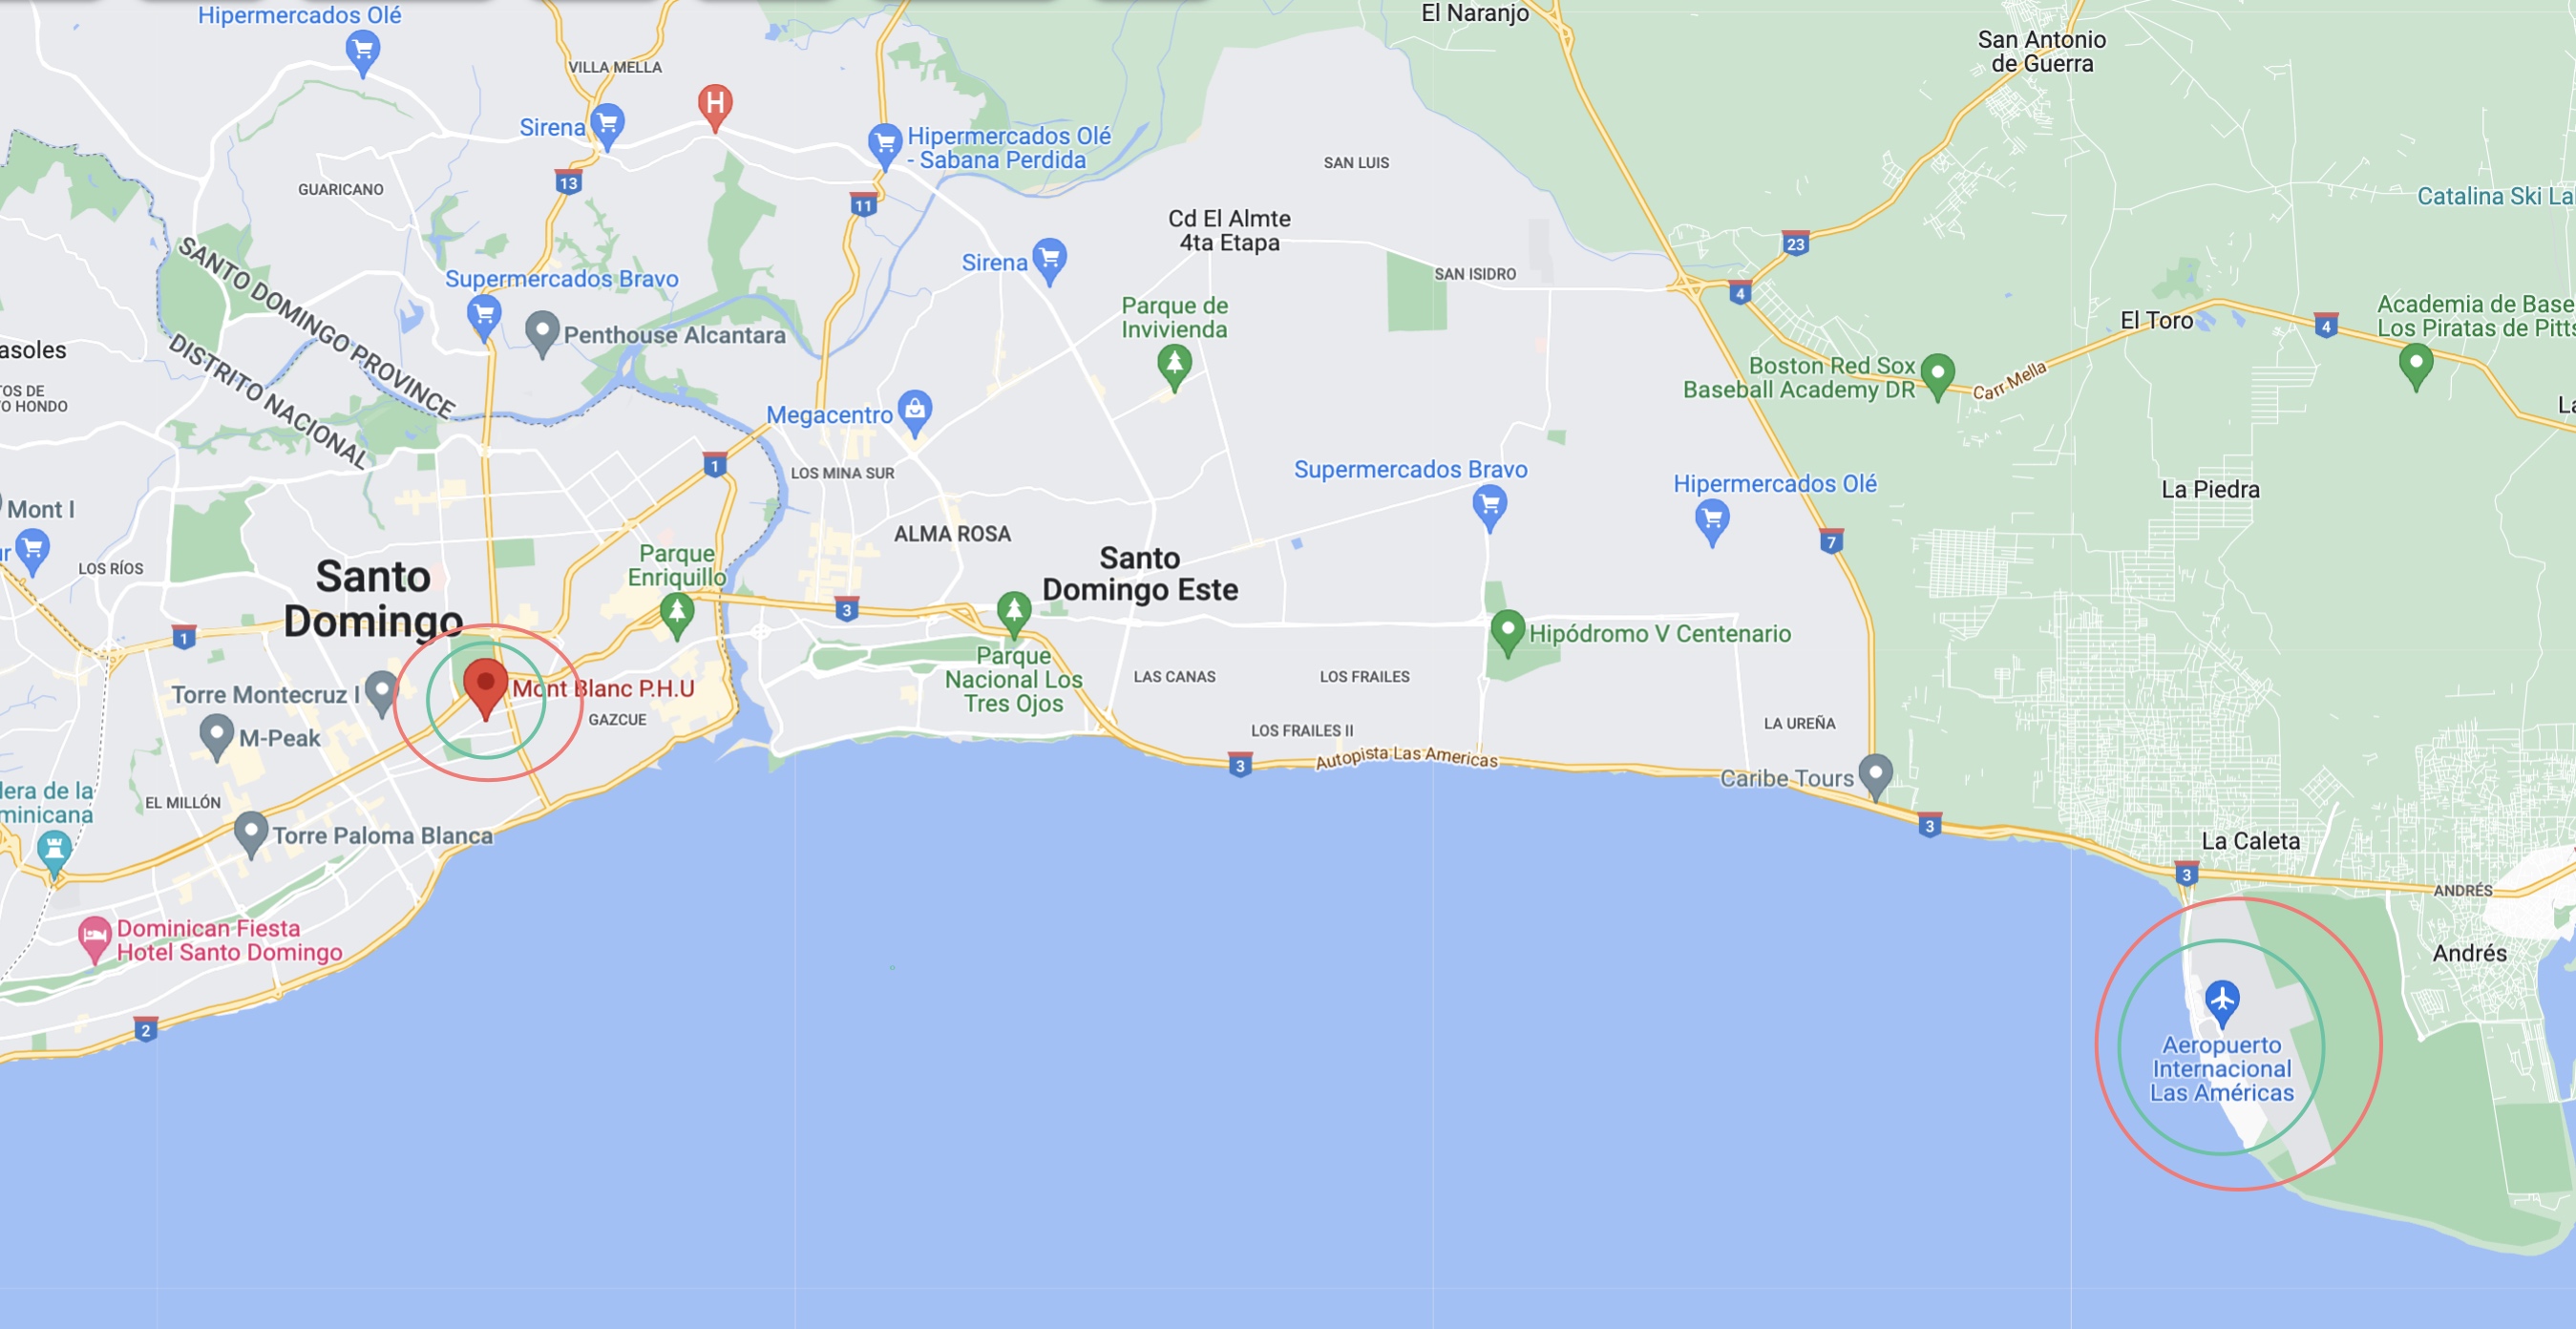 Hipermercados Olé
El Naranjo
San Antonio
de Guerra
VILLA MELLA
H
Sirena
Hipermercados Olé
- Sabana Perdida
13
SAN LUIS
GUARICANO
11
Catalina Ski La
Cd El Almte
4ta Etapa
SANTO DOMINGO PROVINCE
DISTRITO NACIONAL
23
Sirena
SAN ISIDRO
Supermercados Bravo
4
Penthouse Alcantara
Parque de
Invivienda
El Toro
4
Academia de Base
Los Piratas de Pitts
asoles
Boston Red Sox
Baseball Academy DR
Carr Mella
OS DE
O HONDO
Megacentro
La
1
LOS MINA SUR
Supermercados Bravo
Hipermercados Olé
La Piedra
Mont I
ALMA ROSA
7
r
LOS RÍOS
Santo
Domingo
Parque
Enriquillo
Santo
Domingo Este
3
1
Hipódromo V Centenario
Parque
Nacional Los
Tres Ojos
LAS CANAS
LOS FRAILES
Torre Montecruz I
Mont Blanc P.H.U
GAZCUE
M-Peak
LOS FRAILES II
LA UREÑA
3
Autopista Las Americas
Caribe Tours
lera de la
minicana
EL MILLÓN
Torre Paloma Blanca
3
La Caleta
3
ANDRÉS
Dominican Fiesta
Hotel Santo Domingo
Andrés
2
Aeropuerto
Internacional
Las Américas